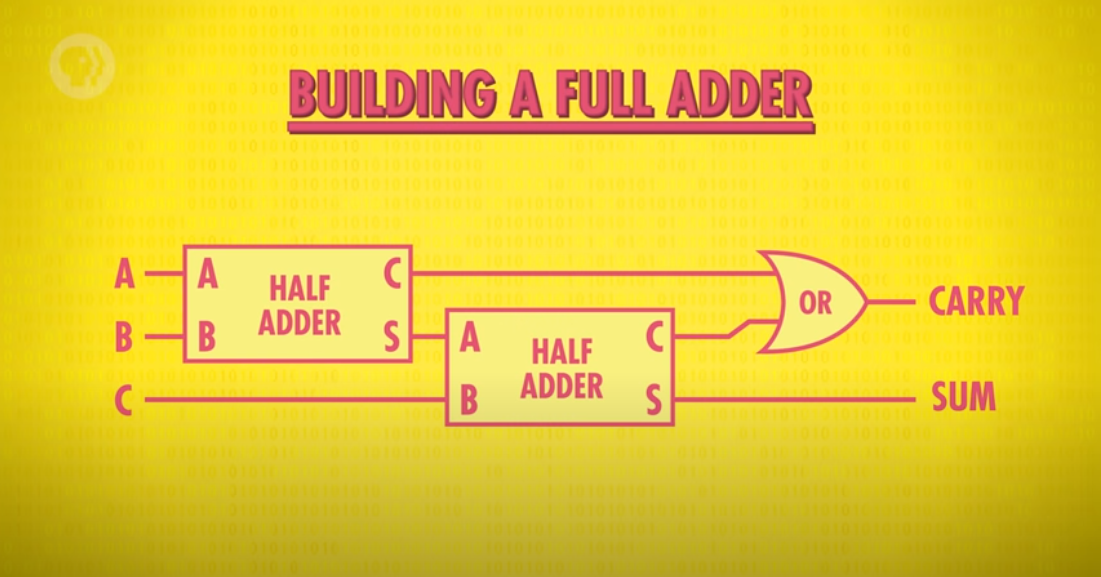 BUILDING A FULL ADDER
A A HALF ADDER C
B B S
A HALF ADDER C
C B S
OR
CARRY
SUM